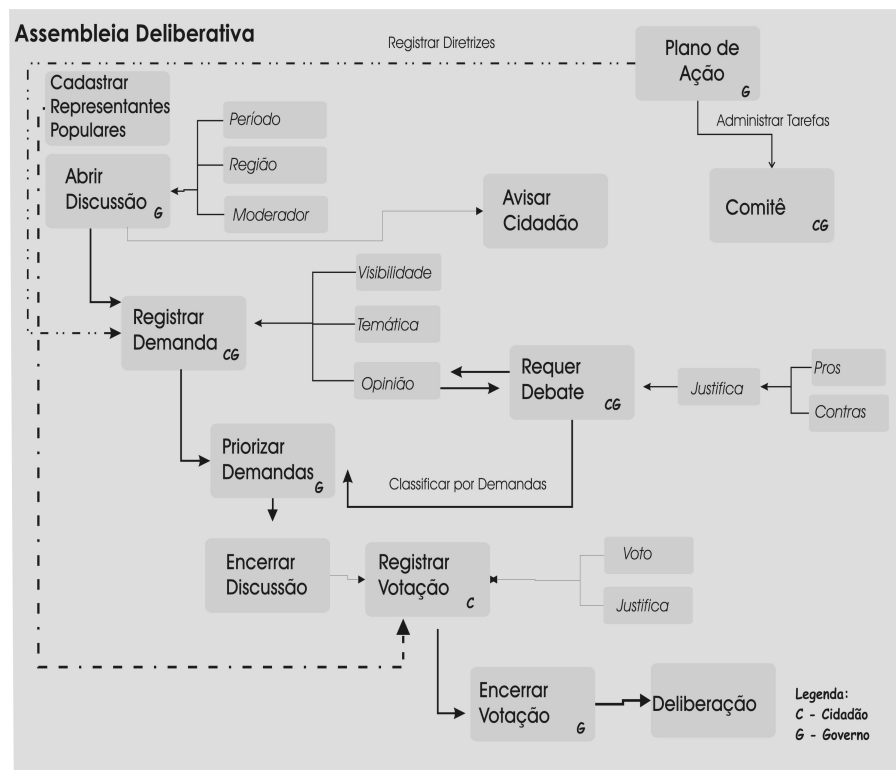 Assembleia Deliberativa
Registrar Diretrizes
Plano de
Ação
G
Cadastrar
Representantes
Populares
Administrar Tarefas
Período
Região
Moderador
Abrir
Discussão
G
Avisar
Cidadão
Comitê
CG
Visibilidade
Temática
Opinião
Registrar
Demanda
CG
Requer
Debate
CG
Justifica
Pros
Contras
Priorizar
Demandas
G
Classificar por Demandas
Encerrar
Discussão
Registrar
Votação
C
Voto
Justifica
Encerrar
Votação
G
Deliberação
Legenda:
C - Cidadão
G - Governo